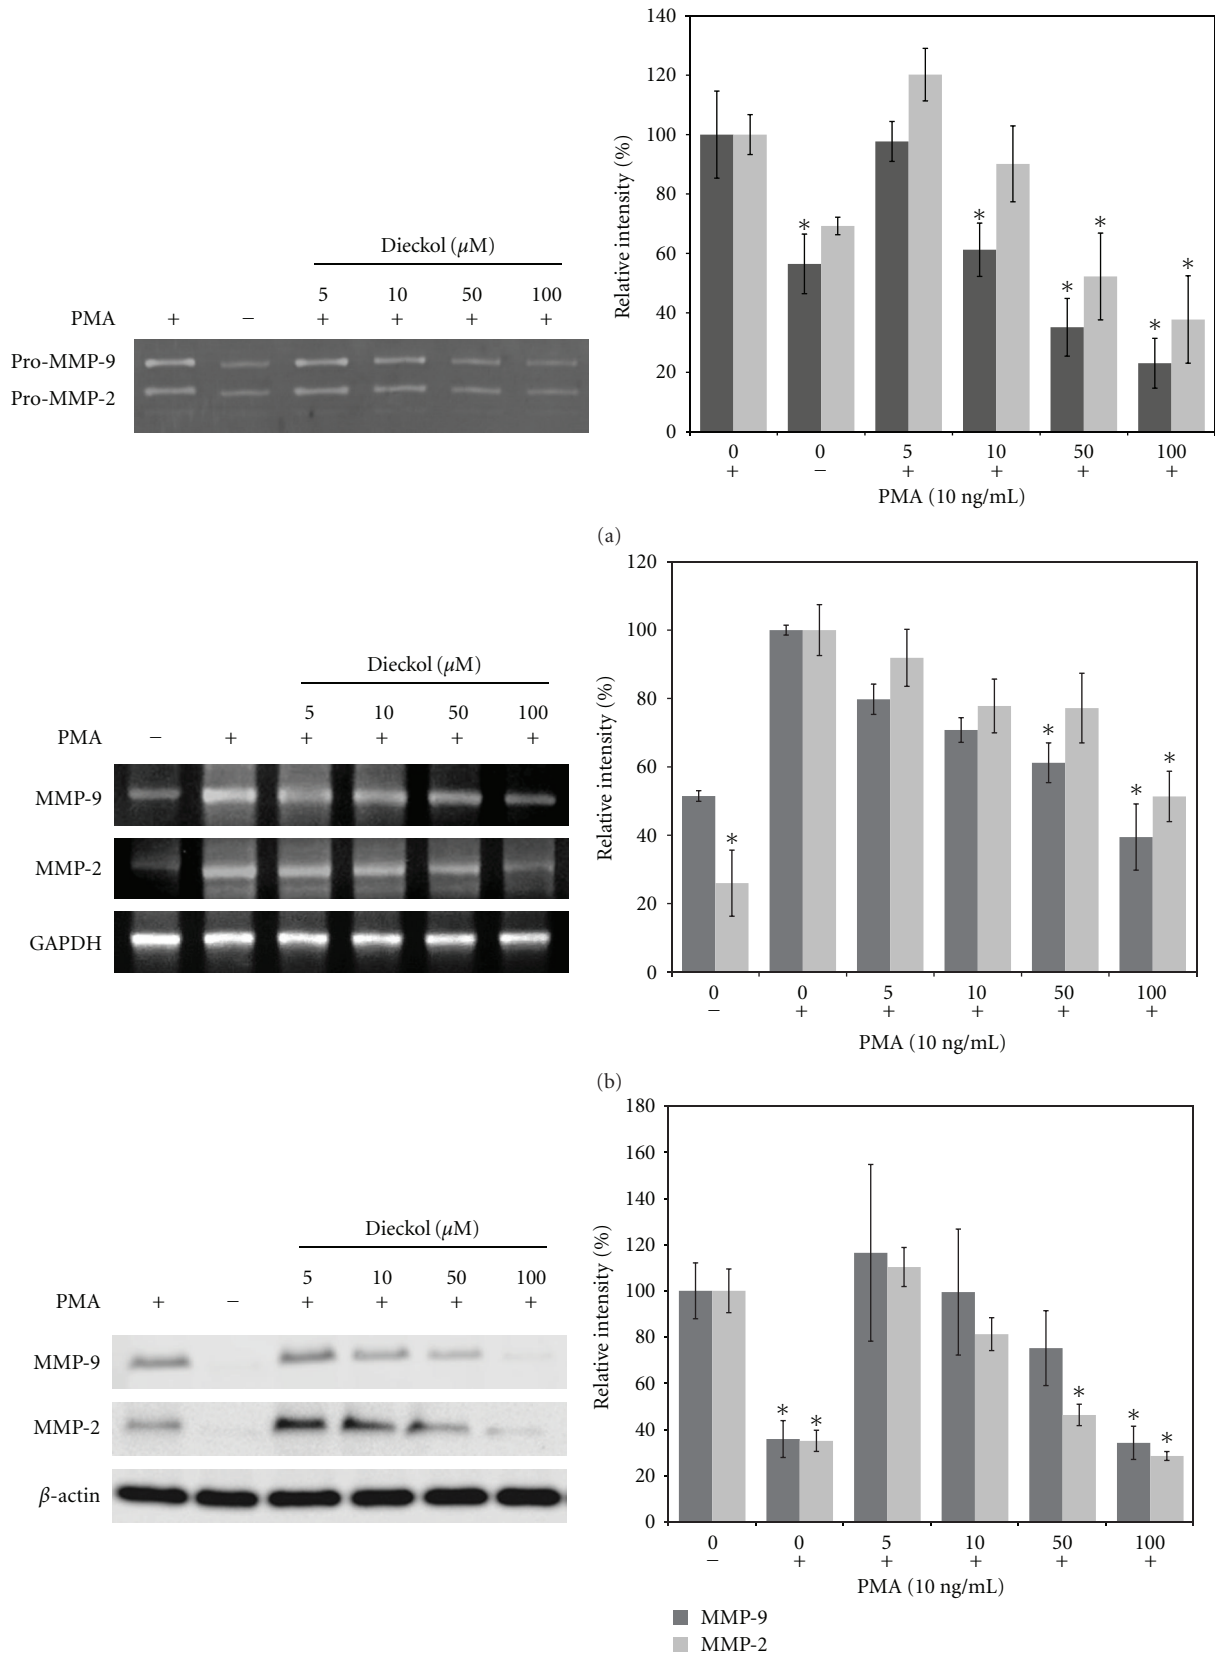 Dieckol (μM)
5 10 50 100
PMA + − + + + +
Pro-MMP-9
Pro-MMP-2
Relative intensity (%)
140
120
100
80
60
40
20
0
* * * * * *
0 0 5 10 50 100
+ − + + + +
PMA (10 ng/mL)
(a)
Dieckol (μM)
5 10 50 100
PMA − + + + + +
MMP-9
MMP-2
GAPDH
Relative intensity (%)
120
100
80
60
40
20
0
* * * *
0 0 5 10 50 100
− + + + + +
PMA (10 ng/mL)
(b)
Dieckol (μM)
5 10 50 100
PMA + − + + + +
MMP-9
MMP-2
β-actin
Relative intensity (%)
180
160
140
120
100
80
60
40
20
0
* * * * *
0 0 5 10 50 100
− + + + + +
PMA (10 ng/mL)
MMP-9
MMP-2